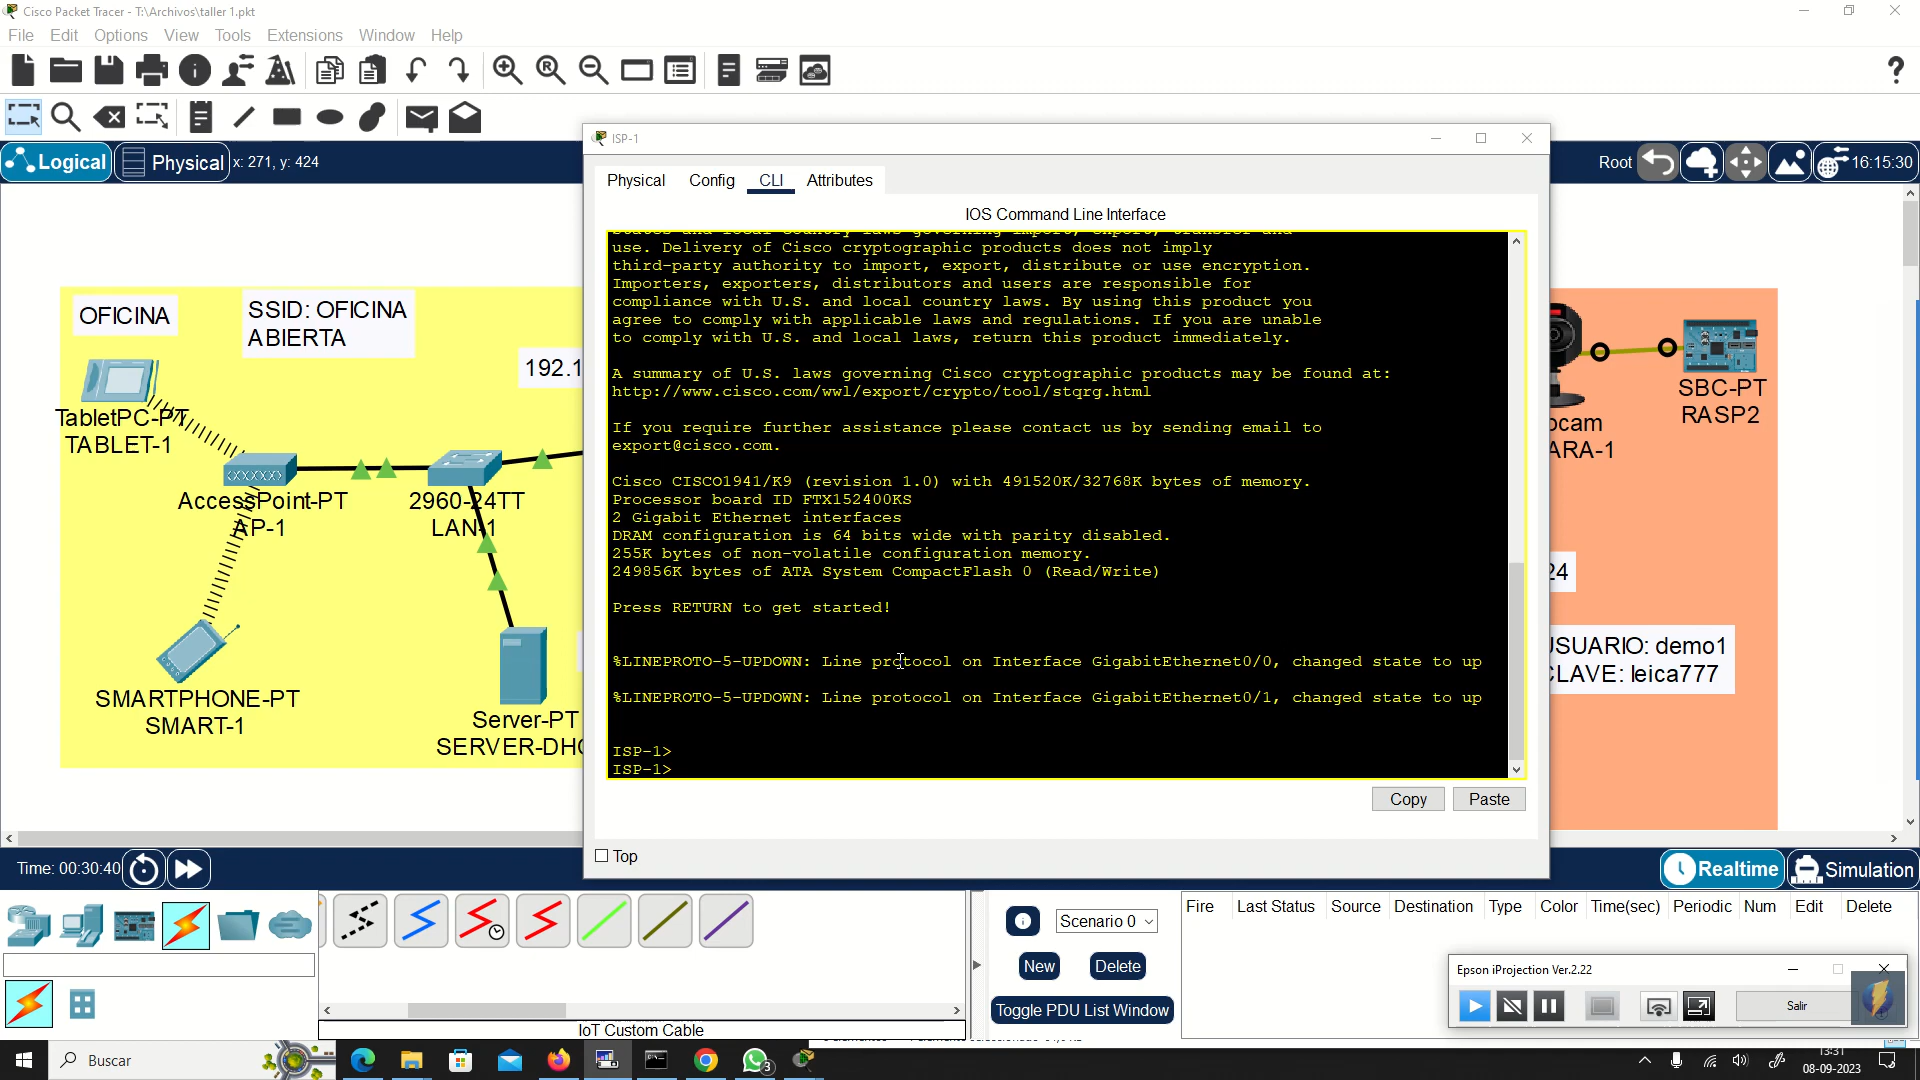 Cisco Packet Tracer - T:\Archivos\taller 1.pkt
File Edit Options View Tools Extensions Window Help
?
Logical
Physical
x: 271, y: 424
Root
16:15:30
ISP-1
Physical Config CLI Attributes
IOS Command Line Interface
use. Delivery of Cisco cryptographic products does not imply
third-party authority to import, export, distribute or use encryption.
Importers, exporters, distributors and users are responsible for
compliance with U.S. and local country laws. By using this product you
agree to comply with applicable laws and regulations. If you are unable
to comply with U.S. and local laws, return this product immediately.
A summary of U.S. laws governing Cisco cryptographic products may be found at:
http://www.cisco.com/wwl/export/crypto/tool/stqrg.html
If you require further assistance please contact us by sending email to
export@cisco.com.
Cisco CISCO1941/K9 (revision 1.0) with 491520K/32768K bytes of memory.
Processor board ID FTX152400KS
2 Gigabit Ethernet interfaces
DRAM configuration is 64 bits wide with parity disabled.
255K bytes of non-volatile configuration memory.
249856K bytes of ATA System CompactFlash 0 (Read/Write)
Press RETURN to get started!
%LINEPROTO-5-UPDOWN: Line protocol on Interface GigabitEthernet0/0, changed state to up
%LINEPROTO-5-UPDOWN: Line protocol on Interface GigabitEthernet0/1, changed state to up
ISP-1>
ISP-1>
Copy Paste
Top
OFICINA
SSID: OFICINA
ABIERTA
192.1
TabletPC-PT
TABLET-1
AccessPoint-PT
AP-1
2960-24TT
LAN-1
SMARTPHONE-PT
SMART-1
Server-PT
SERVER-DHC
SBC-PT
RASP2
ocam
ARA-1
24
USUARIO: demo1
CLAVE: leica777
Time: 00:30:40
Realtime
Simulation
Scenario 0
New Delete
Toggle PDU List Window
Fire Last Status Source Destination Type Color Time(sec) Periodic Num Edit Delete
IoT Custom Cable
Epson iProjection Ver.2.22
Salir
Buscar
3
13:31
08-09-2023